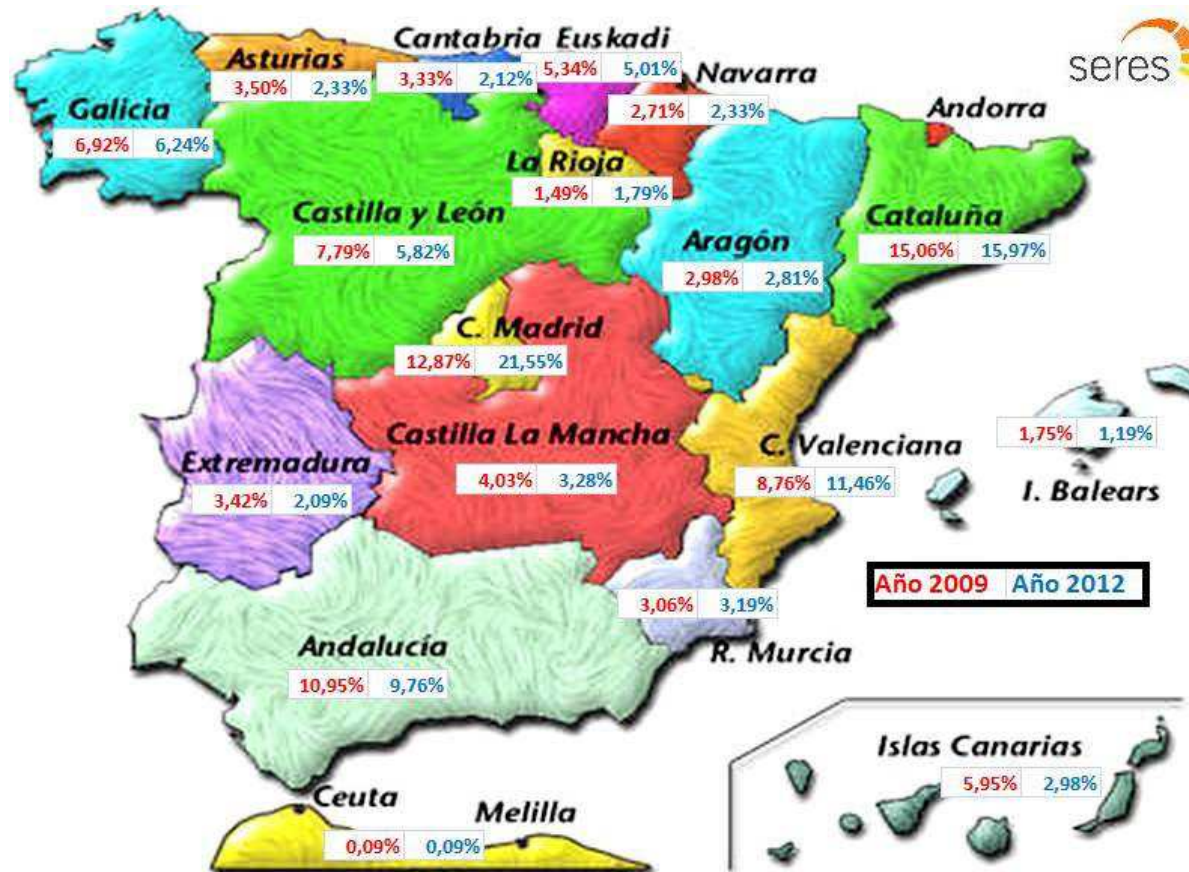 seres
Cantabria Euskadi
3,33% 2,12%
5,34% 5,01%
Asturias
3,50% 2,33%
Navarra
2,71% 2,33%
Galicia
6,92% 6,24%
Andorra
La Rioja
1,49% 1,79%
Castilla y León
7,79% 5,82%
Aragón
2,98% 2,81%
Cataluña
15,06% 15,97%
C. Madrid
12,87% 21,55%
Castilla La Mancha
4,03% 3,28%
C. Valenciana
8,76% 11,46%
1,75% 1,19%
I. Balears
Extremadura
3,42% 2,09%
Año 2009 Año 2012
3,06% 3,19%
R. Murcia
Andalucía
10,95% 9,76%
Islas Canarias
5,95% 2,98%
Ceuta
Melilla
0,09% 0,09%